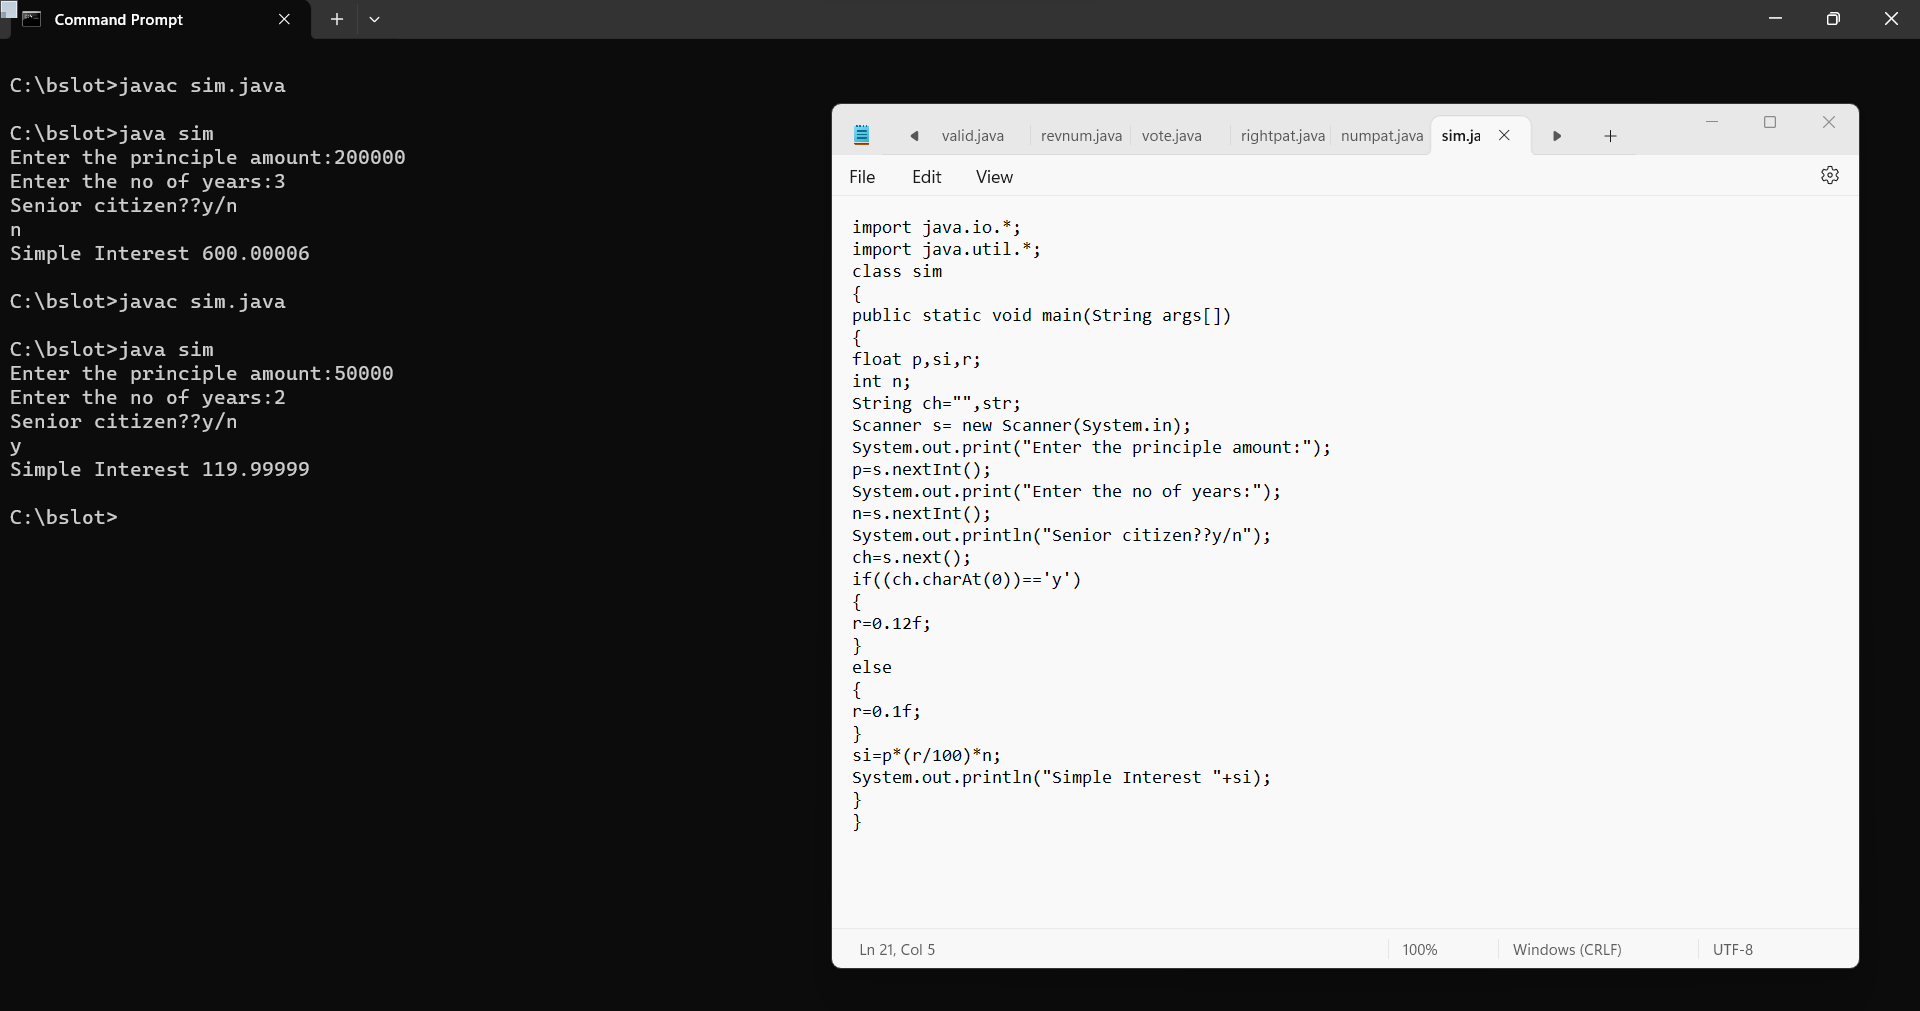 Command Prompt
C:\bslot>javac sim.java
C:\bslot>java sim
Enter the principle amount:200000
Enter the no of years:3
Senior citizen??y/n
n
Simple Interest 600.00006
C:\bslot>javac sim.java
C:\bslot>java sim
Enter the principle amount:50000
Enter the no of years:2
Senior citizen??y/n
y
Simple Interest 119.99999
C:\bslot>
valid.java revnum.java vote.java rightpat.java numpat.java sim.ja
File Edit View
import java.io.*;
import java.util.*;
class sim
{
public static void main(String args[])
{
float p,si,r;
int n;
String ch="",str;
Scanner s= new Scanner(System.in);
System.out.print("Enter the principle amount:");
p=s.nextInt();
System.out.print("Enter the no of years:");
n=s.nextInt();
System.out.println("Senior citizen??y/n");
ch=s.next();
if((ch.charAt(0))=='y')
{
r=0.12f;
}
else
{
r=0.1f;
}
si=p*(r/100)*n;
System.out.println("Simple Interest "+si);
}
}
Ln 21, Col 5 100% Windows (CRLF) UTF-8